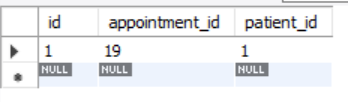 id appointment_id patient_id
1 19 1
NULL NULL NULL